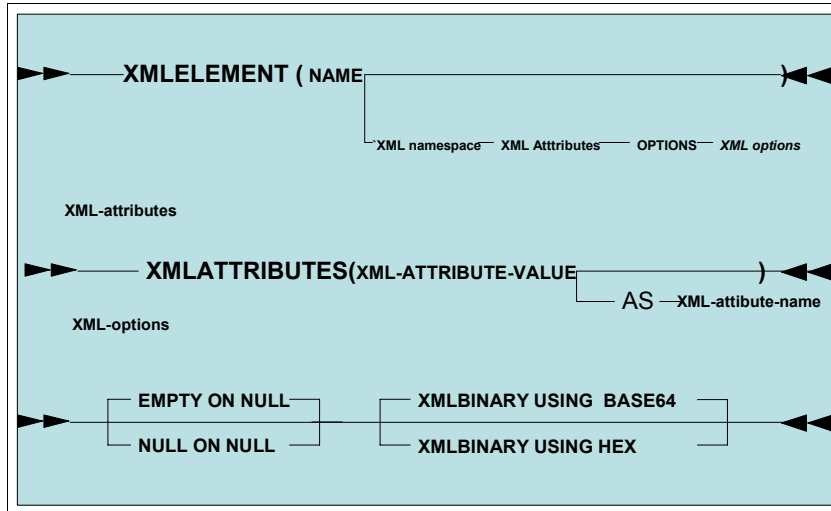 XMLELEMENT ( NAME )
`XML namespace XML Atttributes OPTIONS XML options
XML-attributes
XMLATTRIBUTES(XML-ATTRIBUTE-VALUE )
AS XML-attibute-name
XML-options
EMPTY ON NULL XMLBINARY USING BASE64
NULL ON NULL XMLBINARY USING HEX